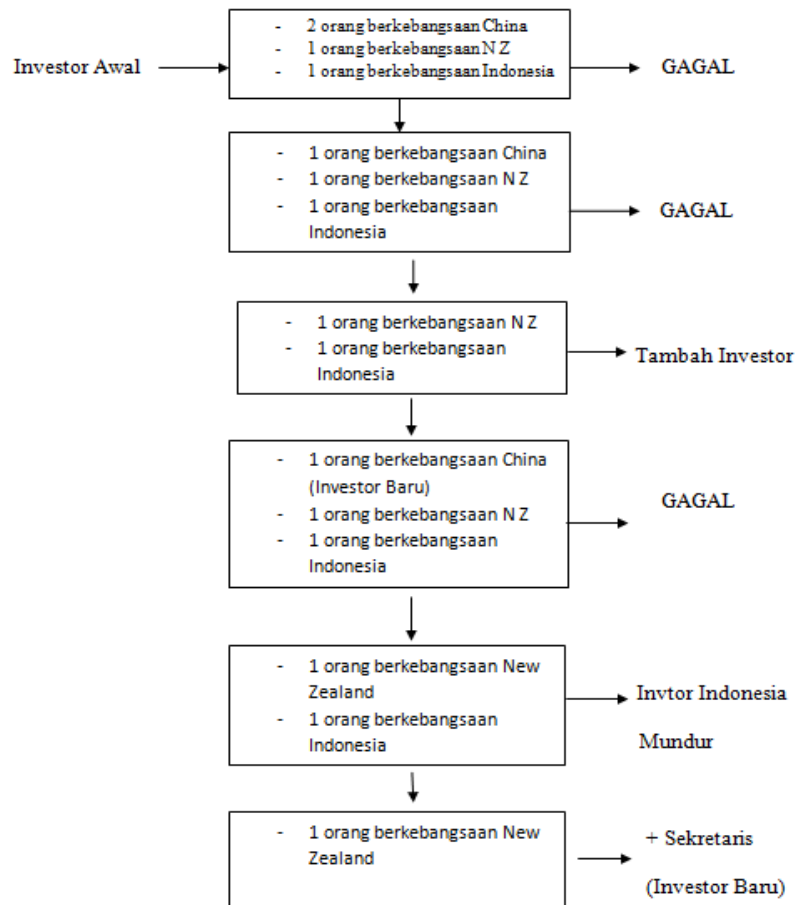 - 2 orang berkebangsaan China
- 1 orang berkebangsaan N Z
Investor Awal
- 1 orang berkebangsaan Indonesia
GAGAL
- 1 orang berkebangsaan China
- 1 orang berkebangsaan N Z
- 1 orang berkebangsaan
Indonesia
GAGAL
- 1 orang berkebangsaan N Z
- 1 orang berkebangsaan
Indonesia
Tambah Investor
- 1 orang berkebangsaan China
(Investor Baru)
- 1 orang berkebangsaan N Z
- 1 orang berkebangsaan
Indonesia
GAGAL
- 1 orang berkebangsaan New
Zealand
- 1 orang berkebangsaan
Indonesia
Invtor Indonesia
Mundur
- 1 orang berkebangsaan New
Zealand
+ Sekretaris
(Investor Baru)